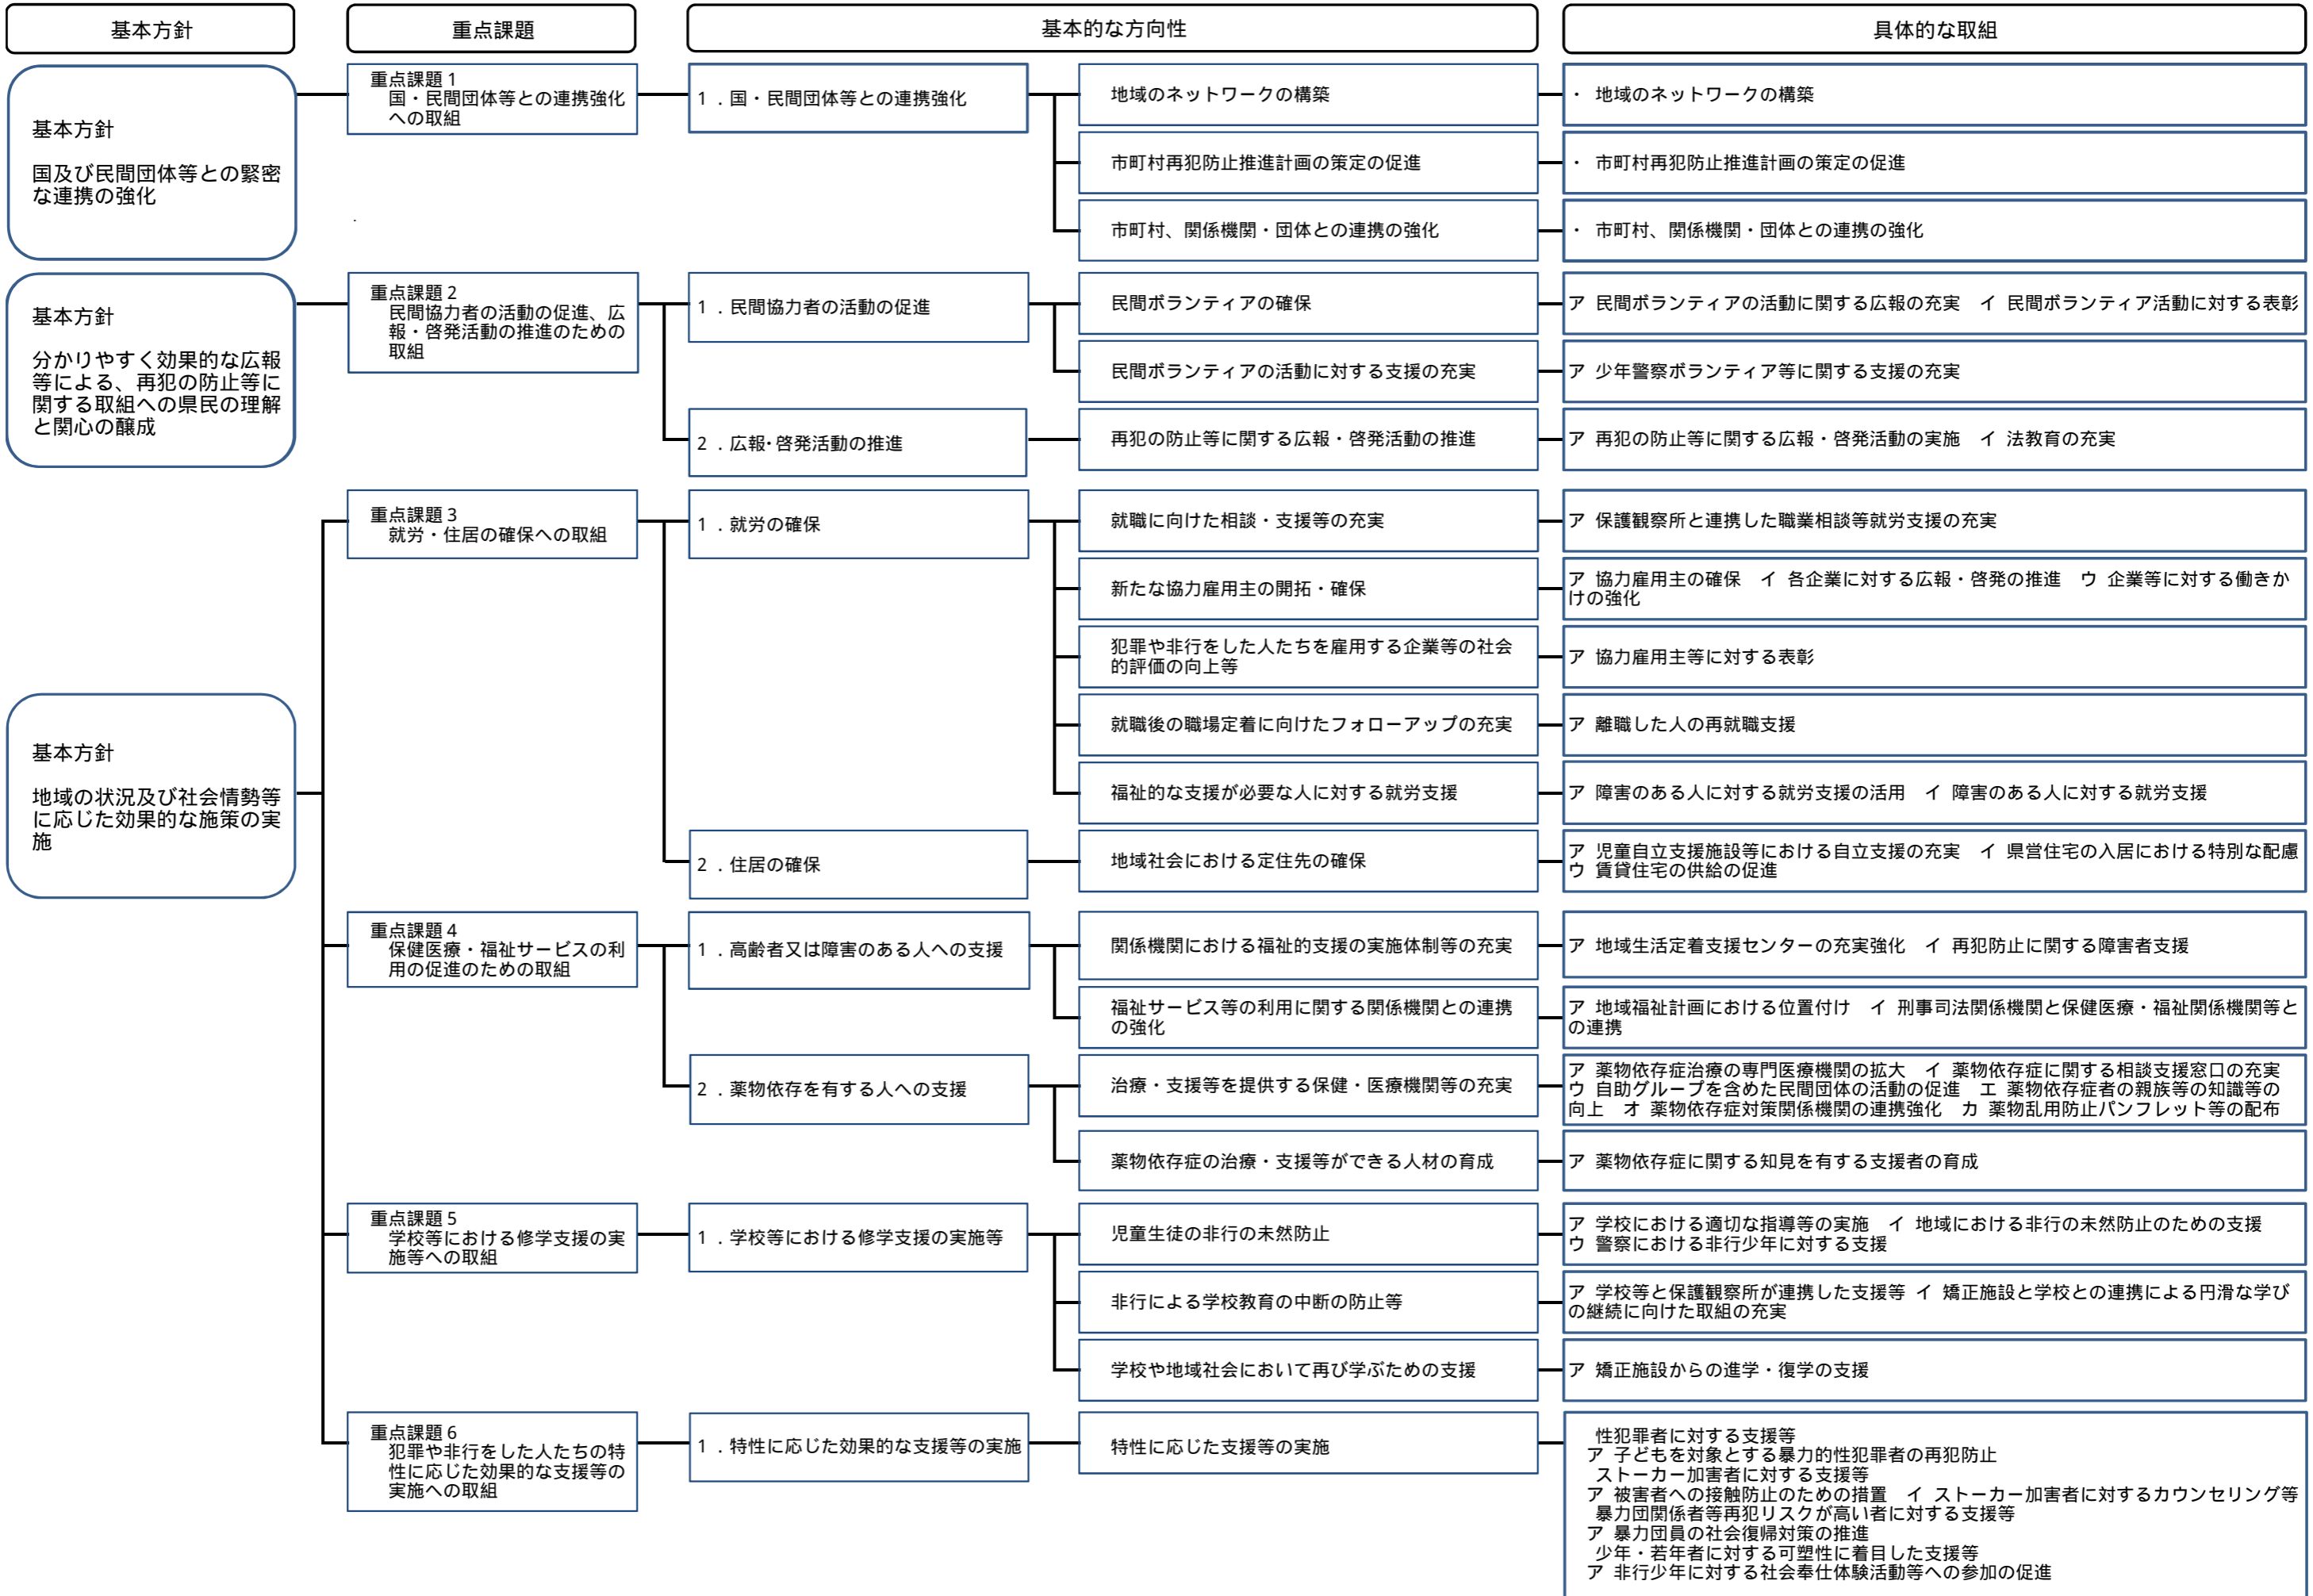 基本方針
重点課題
基本的な方向性
具体的な取組
基本方針
国及び民間団体等との緊密
な連携の強化
重点課題1
国・民間団体等との連携強化
への取組
1．国・民間団体等との連携強化
地域のネットワークの構築
・ 地域のネットワークの構築
市町村再犯防止推進計画の策定の促進
・ 市町村再犯防止推進計画の策定の促進
市町村、関係機関・団体との連携の強化
・ 市町村、関係機関・団体との連携の強化
基本方針
分かりやすく効果的な広報
等による、再犯の防止等に
関する取組への県民の理解
と関心の醸成
重点課題2
民間協力者の活動の促進、広
報・啓発活動の推進のための
取組
1．民間協力者の活動の促進
民間ボランティアの確保
ア 民間ボランティアの活動に関する広報の充実　イ 民間ボランティア活動に対する表彰
民間ボランティアの活動に対する支援の充実
ア 少年警察ボランティア等に関する支援の充実
2．広報･啓発活動の推進
再犯の防止等に関する広報・啓発活動の推進
ア 再犯の防止等に関する広報・啓発活動の実施　イ 法教育の充実
基本方針
地域の状況及び社会情勢等
に応じた効果的な施策の実
施
重点課題3
就労・住居の確保への取組
1．就労の確保
就職に向けた相談・支援等の充実
ア 保護観察所と連携した職業相談等就労支援の充実
新たな協力雇用主の開拓・確保
ア 協力雇用主の確保　イ 各企業に対する広報・啓発の推進　ウ 企業等に対する働きか
けの強化
犯罪や非行をした人たちを雇用する企業等の社会
的評価の向上等
ア 協力雇用主等に対する表彰
就職後の職場定着に向けたフォローアップの充実
ア 離職した人の再就職支援
福祉的な支援が必要な人に対する就労支援
ア 障害のある人に対する就労支援の活用　イ 障害のある人に対する就労支援
2．住居の確保
地域社会における定住先の確保
ア 児童自立支援施設等における自立支援の充実　イ 県営住宅の入居における特別な配慮
ウ 賃貸住宅の供給の促進
重点課題4
保健医療・福祉サービスの利
用の促進のための取組
1．高齢者又は障害のある人への支援
関係機関における福祉的支援の実施体制等の充実
ア 地域生活定着支援センターの充実強化　イ 再犯防止に関する障害者支援
福祉サービス等の利用に関する関係機関との連携
の強化
ア 地域福祉計画における位置付け　イ 刑事司法関係機関と保健医療・福祉関係機関等と
の連携
2．薬物依存を有する人への支援
治療・支援等を提供する保健・医療機関等の充実
ア 薬物依存症治療の専門医療機関の拡大　イ 薬物依存症に関する相談支援窓口の充実
ウ 自助グループを含めた民間団体の活動の促進　エ 薬物依存症者の親族等の知識等の
向上　オ 薬物依存症対策関係機関の連携強化　カ 薬物乱用防止パンフレット等の配布
薬物依存症の治療・支援等ができる人材の育成
ア 薬物依存症に関する知見を有する支援者の育成
重点課題5
学校等における修学支援の実
施等への取組
1．学校等における修学支援の実施等
児童生徒の非行の未然防止
ア 学校における適切な指導等の実施　イ 地域における非行の未然防止のための支援
ウ 警察における非行少年に対する支援
非行による学校教育の中断の防止等
ア 学校等と保護観察所が連携した支援等 イ 矯正施設と学校との連携による円滑な学び
の継続に向けた取組の充実
学校や地域社会において再び学ぶための支援
ア 矯正施設からの進学・復学の支援
重点課題6
犯罪や非行をした人たちの特
性に応じた効果的な支援等の
実施への取組
1．特性に応じた効果的な支援等の実施
特性に応じた支援等の実施
性犯罪者に対する支援等
ア 子どもを対象とする暴力的性犯罪者の再犯防止
ストーカー加害者に対する支援等
ア 被害者への接触防止のための措置　イ ストーカー加害者に対するカウンセリング等
暴力団関係者等再犯リスクが高い者に対する支援等
ア 暴力団員の社会復帰対策の推進
少年・若年者に対する可塑性に着目した支援等
ア 非行少年に対する社会奉仕体験活動等への参加の促進